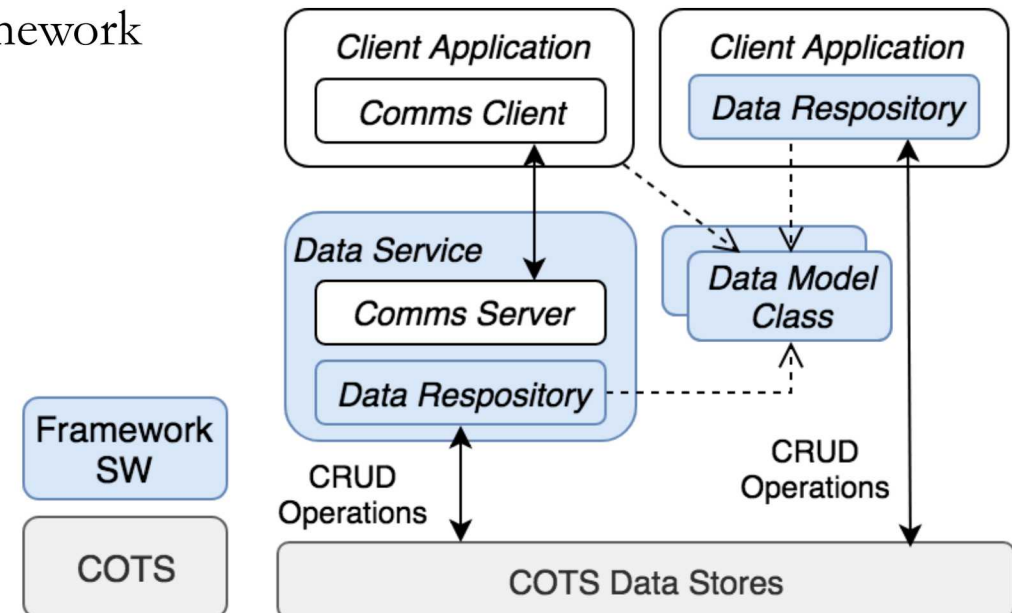 nework
Client Application
Comms Client
Client Application
Data Respository
Data Service
Comms Server
Data Respository
Data Model
Class
Framework
SW
COTS
CRUD
Operations
CRUD
Operations
COTS Data Stores